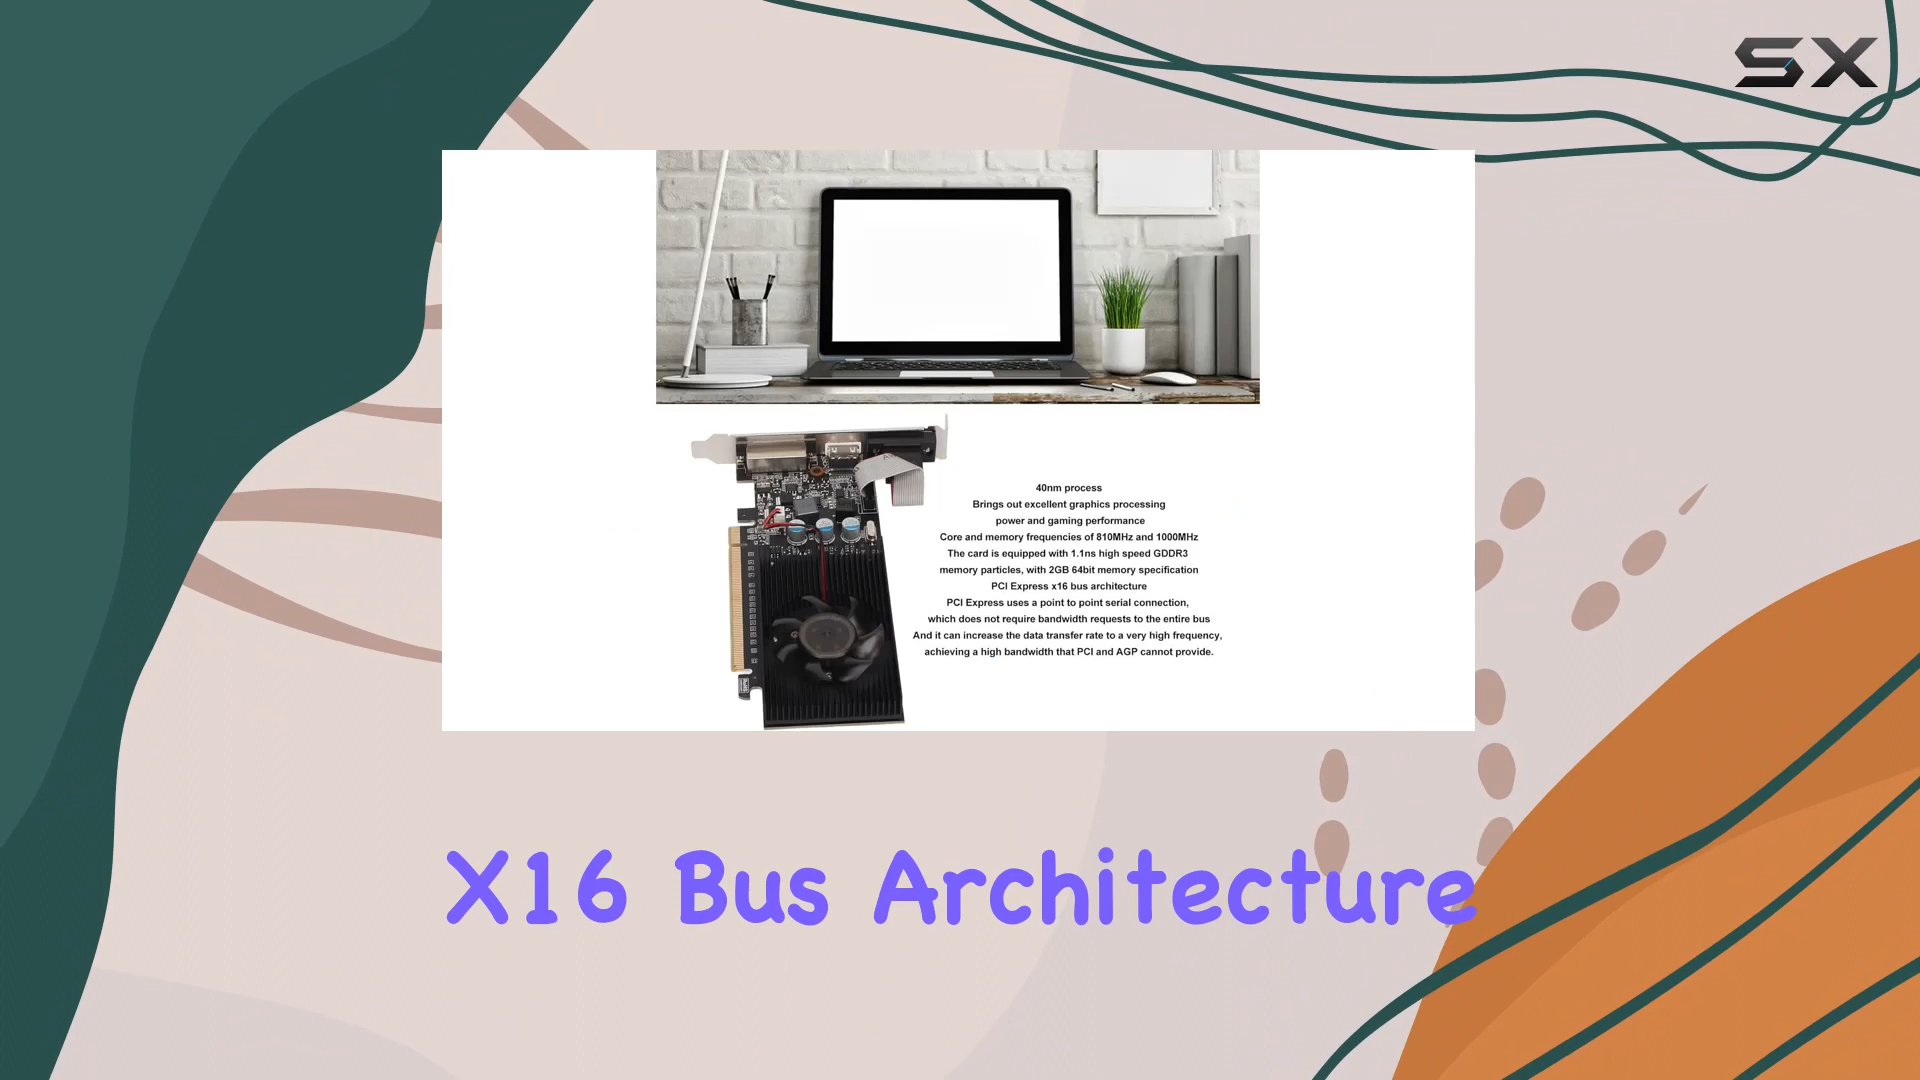 SX
40nm process
Brings out excellent graphics processing
power and gaming performance
Core and memory frequencies of 810MHz and 1000MHz
The card is equipped with 1.1ns high speed GDDR3
memory particles, with 2GB 64bit memory specification
PCI Express x16 bus architecture
PCI Express uses a point to point serial connection,
which does not require bandwidth requests to the entire bus
And it can increase the data transfer rate to a very high frequency,
achieving a high bandwidth that PCI and AGP cannot provide.
X16 Bus Architecture